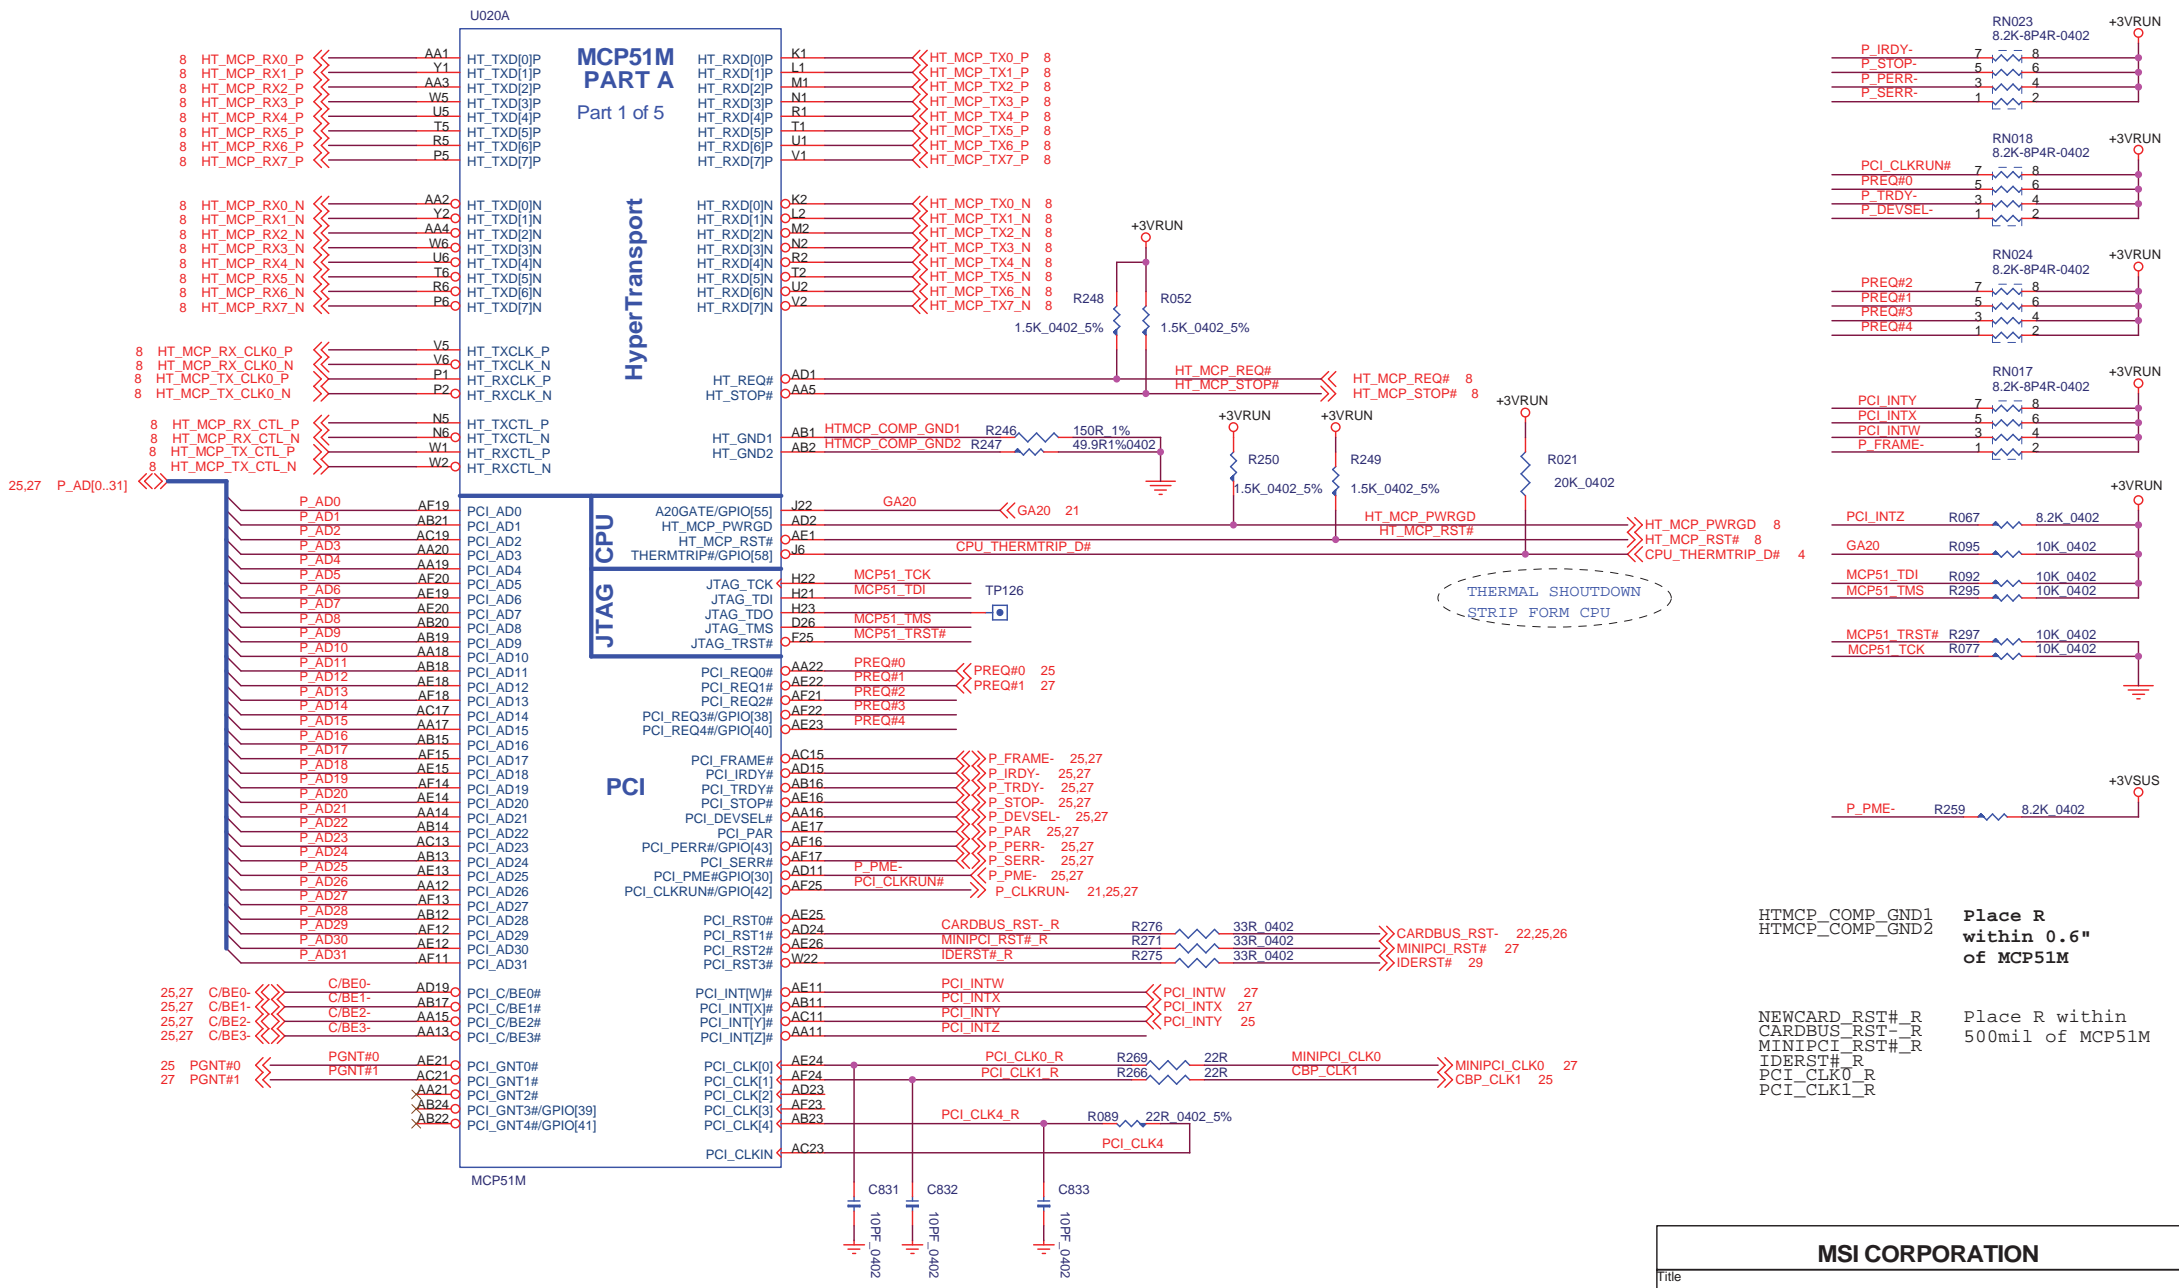 U020A
MCP51M
PART A
Part 1 of 5
HyperTransport
CPU
JTAG
PCI
8 HT_MCP_RX0_P AA1 HT_TXD[0]P
8 HT_MCP_RX1_P Y1 HT_TXD[1]P
8 HT_MCP_RX2_P AA3 HT_TXD[2]P
8 HT_MCP_RX3_P W5 HT_TXD[3]P
8 HT_MCP_RX4_P U5 HT_TXD[4]P
8 HT_MCP_RX5_P T5 HT_TXD[5]P
8 HT_MCP_RX6_P R5 HT_TXD[6]P
8 HT_MCP_RX7_P P5 HT_TXD[7]P
8 HT_MCP_RX0_N AA2 HT_TXD[0]N
8 HT_MCP_RX1_N Y2 HT_TXD[1]N
8 HT_MCP_RX2_N AA4 HT_TXD[2]N
8 HT_MCP_RX3_N W6 HT_TXD[3]N
8 HT_MCP_RX4_N U6 HT_TXD[4]N
8 HT_MCP_RX5_N T6 HT_TXD[5]N
8 HT_MCP_RX6_N R6 HT_TXD[6]N
8 HT_MCP_RX7_N P6 HT_TXD[7]N
8 HT_MCP_RX_CLK0_P V5 HT_TXCLK_P
8 HT_MCP_RX_CLK0_N V6 HT_TXCLK_N
8 HT_MCP_TX_CLK0_P P1 HT_RXCLK_P
8 HT_MCP_TX_CLK0_N P2 HT_RXCLK_N
8 HT_MCP_RX_CTL_P N5 HT_TXCTL_P
8 HT_MCP_RX_CTL_N N6 HT_TXCTL_N
8 HT_MCP_TX_CTL_P W1 HT_RXCTL_P
8 HT_MCP_TX_CTL_N W2 HT_RXCTL_N
25,27 P_AD[0..31]
P_AD0 AF19 PCI_AD0
P_AD1 AB21 PCI_AD1
P_AD2 AC19 PCI_AD2
P_AD3 AA20 PCI_AD3
P_AD4 AA19 PCI_AD4
P_AD5 AF20 PCI_AD5
P_AD6 AE19 PCI_AD6
P_AD7 AE20 PCI_AD7
P_AD8 AB20 PCI_AD8
P_AD9 AB19 PCI_AD9
P_AD10 AA18 PCI_AD10
P_AD11 AB18 PCI_AD11
P_AD12 AE18 PCI_AD12
P_AD13 AF18 PCI_AD13
P_AD14 AC17 PCI_AD14
P_AD15 AA17 PCI_AD15
P_AD16 AB15 PCI_AD16
P_AD17 AF15 PCI_AD17
P_AD18 AE15 PCI_AD18
P_AD19 AF14 PCI_AD19
P_AD20 AE14 PCI_AD20
P_AD21 AA14 PCI_AD21
P_AD22 AB14 PCI_AD22
P_AD23 AC13 PCI_AD23
P_AD24 AB13 PCI_AD24
P_AD25 AE13 PCI_AD25
P_AD26 AA12 PCI_AD26
P_AD27 AF13 PCI_AD27
P_AD28 AB12 PCI_AD28
P_AD29 AF12 PCI_AD29
P_AD30 AE12 PCI_AD30
P_AD31 AF11 PCI_AD31
25,27 C/BE0- C/BE0- AD19 PCI_C/BE0#
25,27 C/BE1- C/BE1- AB17 PCI_C/BE1#
25,27 C/BE2- C/BE2- AA15 PCI_C/BE2#
25,27 C/BE3- C/BE3- AA13 PCI_C/BE3#
25 PGNT#0 PGNT#0 AE21 PCI_GNT0#
27 PGNT#1 PGNT#1 AC21 PCI_GNT1#
AA21 PCI_GNT2#
AB24 PCI_GNT3#/GPIO[39]
AB22 PCI_GNT4#/GPIO[41]
MCP51M
HT_RXD[0]P K1 HT_MCP_TX0_P 8
HT_RXD[1]P L1 HT_MCP_TX1_P 8
HT_RXD[2]P M1 HT_MCP_TX2_P 8
HT_RXD[3]P N1 HT_MCP_TX3_P 8
HT_RXD[4]P R1 HT_MCP_TX4_P 8
HT_RXD[5]P T1 HT_MCP_TX5_P 8
HT_RXD[6]P U1 HT_MCP_TX6_P 8
HT_RXD[7]P V1 HT_MCP_TX7_P 8
HT_RXD[0]N K2 HT_MCP_TX0_N 8
HT_RXD[1]N L2 HT_MCP_TX1_N 8
HT_RXD[2]N M2 HT_MCP_TX2_N 8
HT_RXD[3]N N2 HT_MCP_TX3_N 8
HT_RXD[4]N R2 HT_MCP_TX4_N 8
HT_RXD[5]N T2 HT_MCP_TX5_N 8
HT_RXD[6]N U2 HT_MCP_TX6_N 8
HT_RXD[7]N V2 HT_MCP_TX7_N 8
+3VRUN
R248 R052
1.5K_0402_5% 1.5K_0402_5%
HT_REQ# AD1 HT_MCP_REQ# HT_MCP_REQ# 8
HT_STOP# AA5 HT_MCP_STOP# HT_MCP_STOP# 8
HT_GND1 AB1 HTMCP_COMP_GND1 R246 150R_1%
HT_GND2 AB2 HTMCP_COMP_GND2 R247 49.9R1%0402
+3VRUN +3VRUN +3VRUN
R250 R249 R021
1.5K_0402_5% 1.5K_0402_5% 20K_0402
A20GATE/GPIO[55] J22 GA20 GA20 21
HT_MCP_PWRGD AD2 HT_MCP_PWRGD HT_MCP_PWRGD 8
HT_MCP_RST# AE1 HT_MCP_RST# HT_MCP_RST# 8
THERMTRIP#/GPIO[58] J6 CPU_THERMTRIP_D# CPU_THERMTRIP_D# 4
THERMAL SHOUTDOWN
STRIP FORM CPU
JTAG_TCK H22 MCP51_TCK
JTAG_TDI H21 MCP51_TDI
JTAG_TDO H23 TP126
JTAG_TMS D26 MCP51_TMS
JTAG_TRST# F25 MCP51_TRST#
PCI_REQ0# AA22 PREQ#0 PREQ#0 25
PCI_REQ1# AE22 PREQ#1 PREQ#1 27
PCI_REQ2# AF21 PREQ#2
PCI_REQ3#/GPIO[38] AF22 PREQ#3
PCI_REQ4#/GPIO[40] AE23 PREQ#4
PCI_FRAME# AC15 P_FRAME- 25,27
PCI_IRDY# AD15 P_IRDY- 25,27
PCI_TRDY# AB16 P_TRDY- 25,27
PCI_STOP# AE16 P_STOP- 25,27
PCI_DEVSEL# AA16 P_DEVSEL- 25,27
PCI_PAR AE17 P_PAR 25,27
PCI_PERR#/GPIO[43] AF16 P_PERR- 25,27
PCI_SERR# AF17 P_SERR- 25,27
PCI_PME#GPIO[30] AD11 P_PME- P_PME- 25,27
PCI_CLKRUN#/GPIO[42] AF25 PCI_CLKRUN# P_CLKRUN- 21,25,27
PCI_RST0# AE25
PCI_RST1# AD24 CARDBUS_RST-_R R276 33R_0402 CARDBUS_RST- 22,25,26
PCI_RST2# AE26 MINIPCI_RST#_R R271 33R_0402 MINIPCI_RST# 27
PCI_RST3# W22 IDERST#_R R275 33R_0402 IDERST# 29
PCI_INT[W]# AE11 PCI_INTW PCI_INTW 27
PCI_INT[X]# AB11 PCI_INTX PCI_INTX 27
PCI_INT[Y]# AC11 PCI_INTY PCI_INTY 25
PCI_INT[Z]# AA11 PCI_INTZ
PCI_CLK[0] AE24 PCI_CLK0_R R269 22R MINIPCI_CLK0 MINIPCI_CLK0 27
PCI_CLK[1] AF24 PCI_CLK1_R R266 22R CBP_CLK1 CBP_CLK1 25
PCI_CLK[2] AD23
PCI_CLK[3] AF23
PCI_CLK[4] AB23 PCI_CLK4_R R089 22R_0402_5%
PCI_CLKIN AC23 PCI_CLK4
C831 C832 C833
10PF_0402 10PF_0402 10PF_0402
RN023 +3VRUN
8.2K-8P4R-0402
P_IRDY- 7 8
P_STOP- 5 6
P_PERR- 3 4
P_SERR- 1 2
RN018 +3VRUN
8.2K-8P4R-0402
PCI_CLKRUN# 7 8
PREQ#0 5 6
P_TRDY- 3 4
P_DEVSEL- 1 2
RN024 +3VRUN
8.2K-8P4R-0402
PREQ#2 7 8
PREQ#1 5 6
PREQ#3 3 4
PREQ#4 1 2
RN017 +3VRUN
8.2K-8P4R-0402
PCI_INTY 7 8
PCI_INTX 5 6
PCI_INTW 3 4
P_FRAME- 1 2
+3VRUN
PCI_INTZ R067 8.2K_0402
GA20 R095 10K_0402
MCP51_TDI R092 10K_0402
MCP51_TMS R295 10K_0402
MCP51_TRST# R297 10K_0402
MCP51_TCK R077 10K_0402
+3VSUS
P_PME- R259 8.2K_0402
HTMCP_COMP_GND1
HTMCP_COMP_GND2
Place R
within 0.6"
of MCP51M
NEWCARD_RST#_R
CARDBUS_RST-_R
MINIPCI_RST#_R
IDERST#_R
PCI_CLK0_R
PCI_CLK1_R
Place R within
500mil of MCP51M
MSI CORPORATION
Title